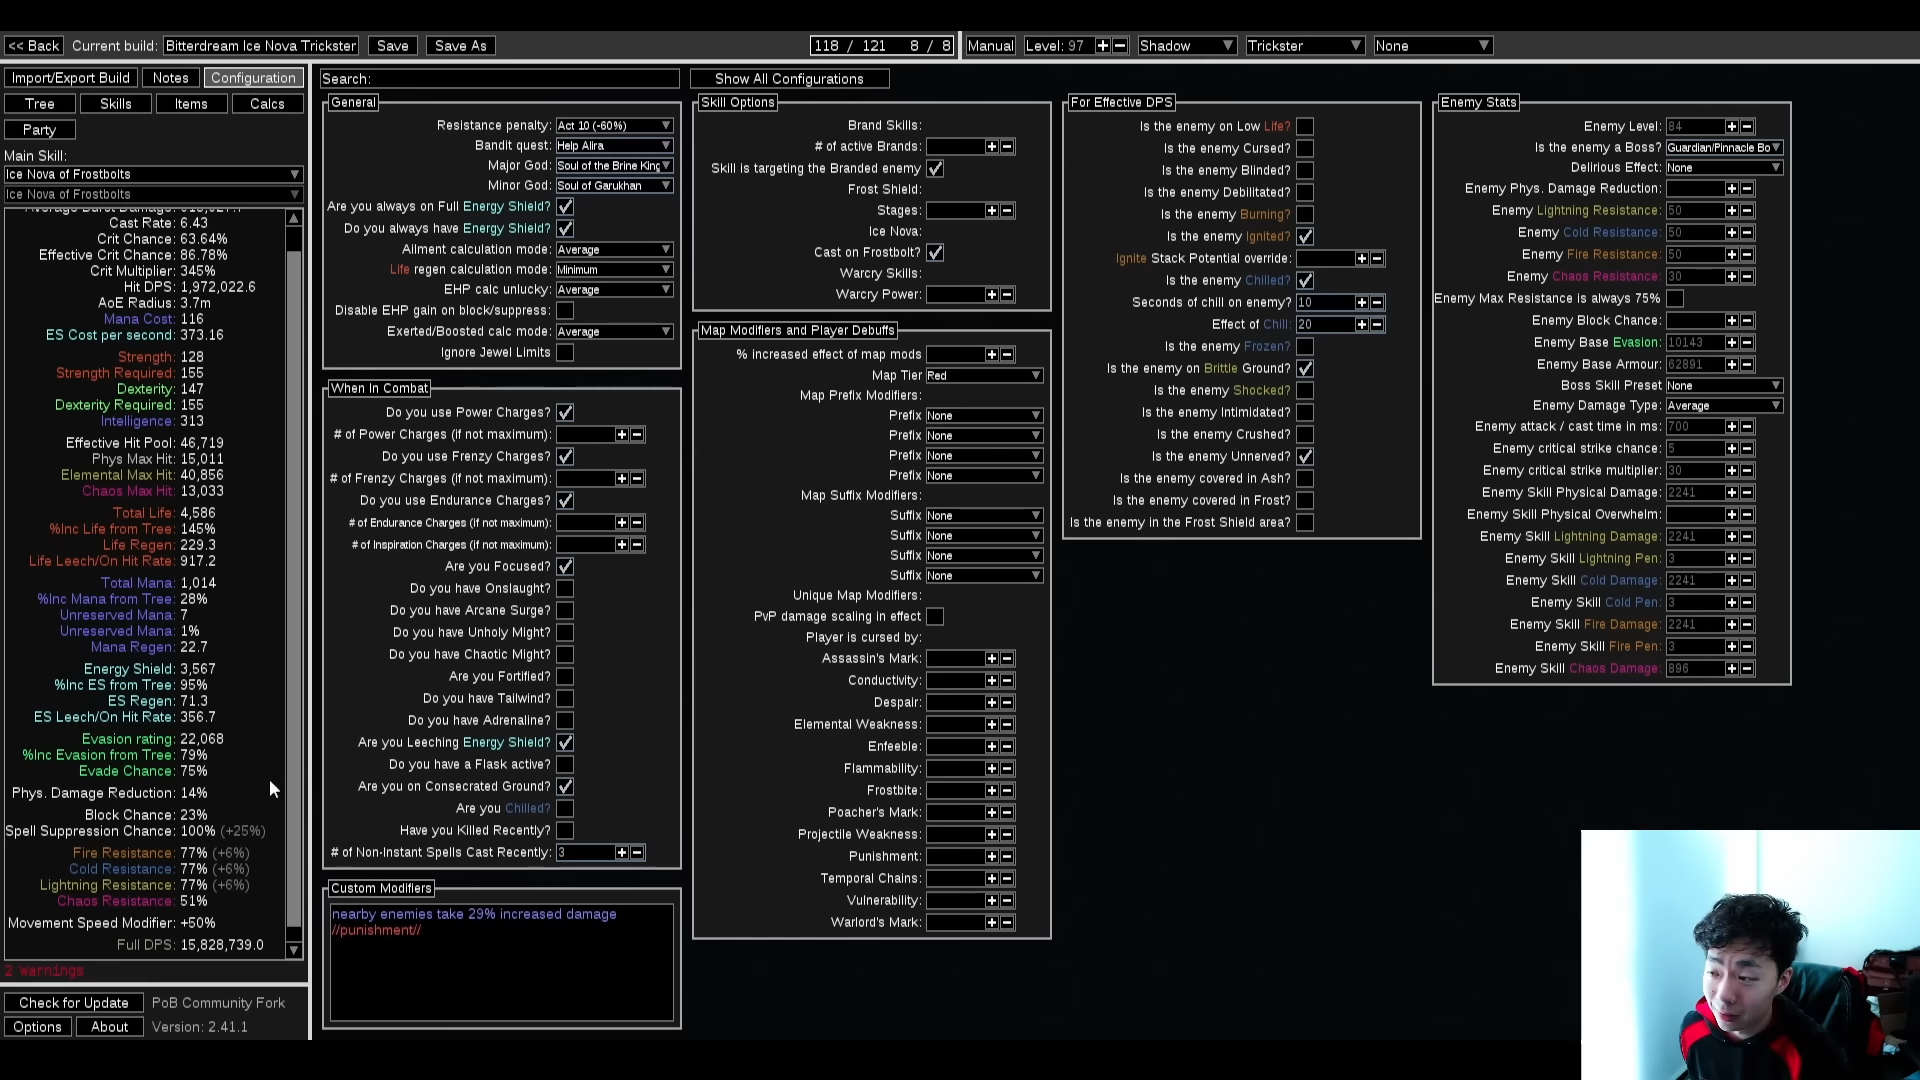 << Back
Current build:
Bitterdream Ice Nova Trickster
Save
Save As
118 / 121 8 / 8
Manual
Level: 97
Shadow
Trickster
None
Import/Export Build
Notes
Configuration
Tree
Skills
Items
Calcs
Party
Main Skill:
Ice Nova of Frostbolts
Ice Nova of Frostbolts
Cast Rate: 6.43
Crit Chance: 63.64%
Effective Crit Chance: 86.78%
Crit Multiplier: 345%
Hit DPS: 1,972,022.6
AoE Radius: 3.7m
Mana Cost: 116
ES Cost per second: 373.16
Strength: 128
Strength Required: 155
Dexterity: 147
Dexterity Required: 155
Intelligence: 313
Effective Hit Pool: 46,719
Phys Max Hit: 15,011
Elemental Max Hit: 40,856
Chaos Max Hit: 13,033
Total Life: 4,586
%Inc Life from Tree: 145%
Life Regen: 229.3
Life Leech/On Hit Rate: 917.2
Total Mana: 1,014
%Inc Mana from Tree: 28%
Unreserved Mana: 7
Unreserved Mana: 1%
Mana Regen: 22.7
Energy Shield: 3,567
%Inc ES from Tree: 95%
ES Regen: 71.3
ES Leech/On Hit Rate: 356.7
Evasion rating: 22,068
%Inc Evasion from Tree: 79%
Evade Chance: 75%
Phys. Damage Reduction: 14%
Block Chance: 23%
Spell Suppression Chance: 100% (+25%)
Fire Resistance: 77% (+6%)
Cold Resistance: 77% (+6%)
Lightning Resistance: 77% (+6%)
Chaos Resistance: 51%
Movement Speed Modifier: +50%
Full DPS: 15,828,739.0
2 Warnings
Check for Update
PoB Community Fork
Options
About
Version: 2.41.1
Search:
Show All Configurations
General
Resistance penalty: Act 10 (-60%)
Bandit quest: Help Alira
Major God: Soul of the Brine King
Minor God: Soul of Garukhan
Are you always on Full Energy Shield?
Do you always have Energy Shield?
Ailment calculation mode: Average
Life regen calculation mode: Minimum
EHP calc unlucky: Average
Disable EHP gain on block/suppress:
Exerted/Boosted calc mode: Average
Ignore Jewel Limits
When In Combat
Do you use Power Charges?
# of Power Charges (if not maximum):
Do you use Frenzy Charges?
# of Frenzy Charges (if not maximum):
Do you use Endurance Charges?
# of Endurance Charges (if not maximum):
# of Inspiration Charges (if not maximum):
Are you Focused?
Do you have Onslaught?
Do you have Arcane Surge?
Do you have Unholy Might?
Do you have Chaotic Might?
Are you Fortified?
Do you have Tailwind?
Do you have Adrenaline?
Are you Leeching Energy Shield?
Do you have a Flask active?
Are you on Consecrated Ground?
Are you Chilled?
Have you Killed Recently?
# of Non-Instant Spells Cast Recently: 3
Custom Modifiers
nearby enemies take 29% increased damage
//punishment//
Skill Options
Brand Skills:
# of active Brands:
Skill is targeting the Branded enemy
Frost Shield:
Stages:
Ice Nova:
Cast on Frostbolt?
Warcry Skills:
Warcry Power:
Map Modifiers and Player Debuffs
% increased effect of map mods
Map Tier Red
Map Prefix Modifiers:
Prefix None
Prefix None
Prefix None
Prefix None
Map Suffix Modifiers:
Suffix None
Suffix None
Suffix None
Suffix None
Unique Map Modifiers:
PvP damage scaling in effect
Player is cursed by:
Assassin's Mark:
Conductivity:
Despair:
Elemental Weakness:
Enfeeble:
Flammability:
Frostbite:
Poacher's Mark:
Projectile Weakness:
Punishment:
Temporal Chains:
Vulnerability:
Warlord's Mark:
For Effective DPS
Is the enemy on Low Life?
Is the enemy Cursed?
Is the enemy Blinded?
Is the enemy Debilitated?
Is the enemy Burning?
Is the enemy Ignited?
Ignite Stack Potential override:
Is the enemy Chilled?
Seconds of chill on enemy? 10
Effect of Chill: 20
Is the enemy Frozen?
Is the enemy on Brittle Ground?
Is the enemy Shocked?
Is the enemy Intimidated?
Is the enemy Crushed?
Is the enemy Unnerved?
Is the enemy covered in Ash?
Is the enemy covered in Frost?
Is the enemy in the Frost Shield area?
Enemy Stats
Enemy Level: 84
Is the enemy a Boss? Guardian/Pinnacle Bo
Delirious Effect: None
Enemy Phys. Damage Reduction:
Enemy Lightning Resistance: 50
Enemy Cold Resistance: 50
Enemy Fire Resistance: 50
Enemy Chaos Resistance: 30
Enemy Max Resistance is always 75%
Enemy Block Chance:
Enemy Base Evasion: 10143
Enemy Base Armour: 62891
Boss Skill Preset None
Enemy Damage Type: Average
Enemy attack / cast time in ms: 700
Enemy critical strike chance: 5
Enemy critical strike multiplier: 30
Enemy Skill Physical Damage: 2241
Enemy Skill Physical Overwhelm:
Enemy Skill Lightning Damage: 2241
Enemy Skill Lightning Pen: 3
Enemy Skill Cold Damage: 2241
Enemy Skill Cold Pen: 3
Enemy Skill Fire Damage: 2241
Enemy Skill Fire Pen: 3
Enemy Skill Chaos Damage: 896